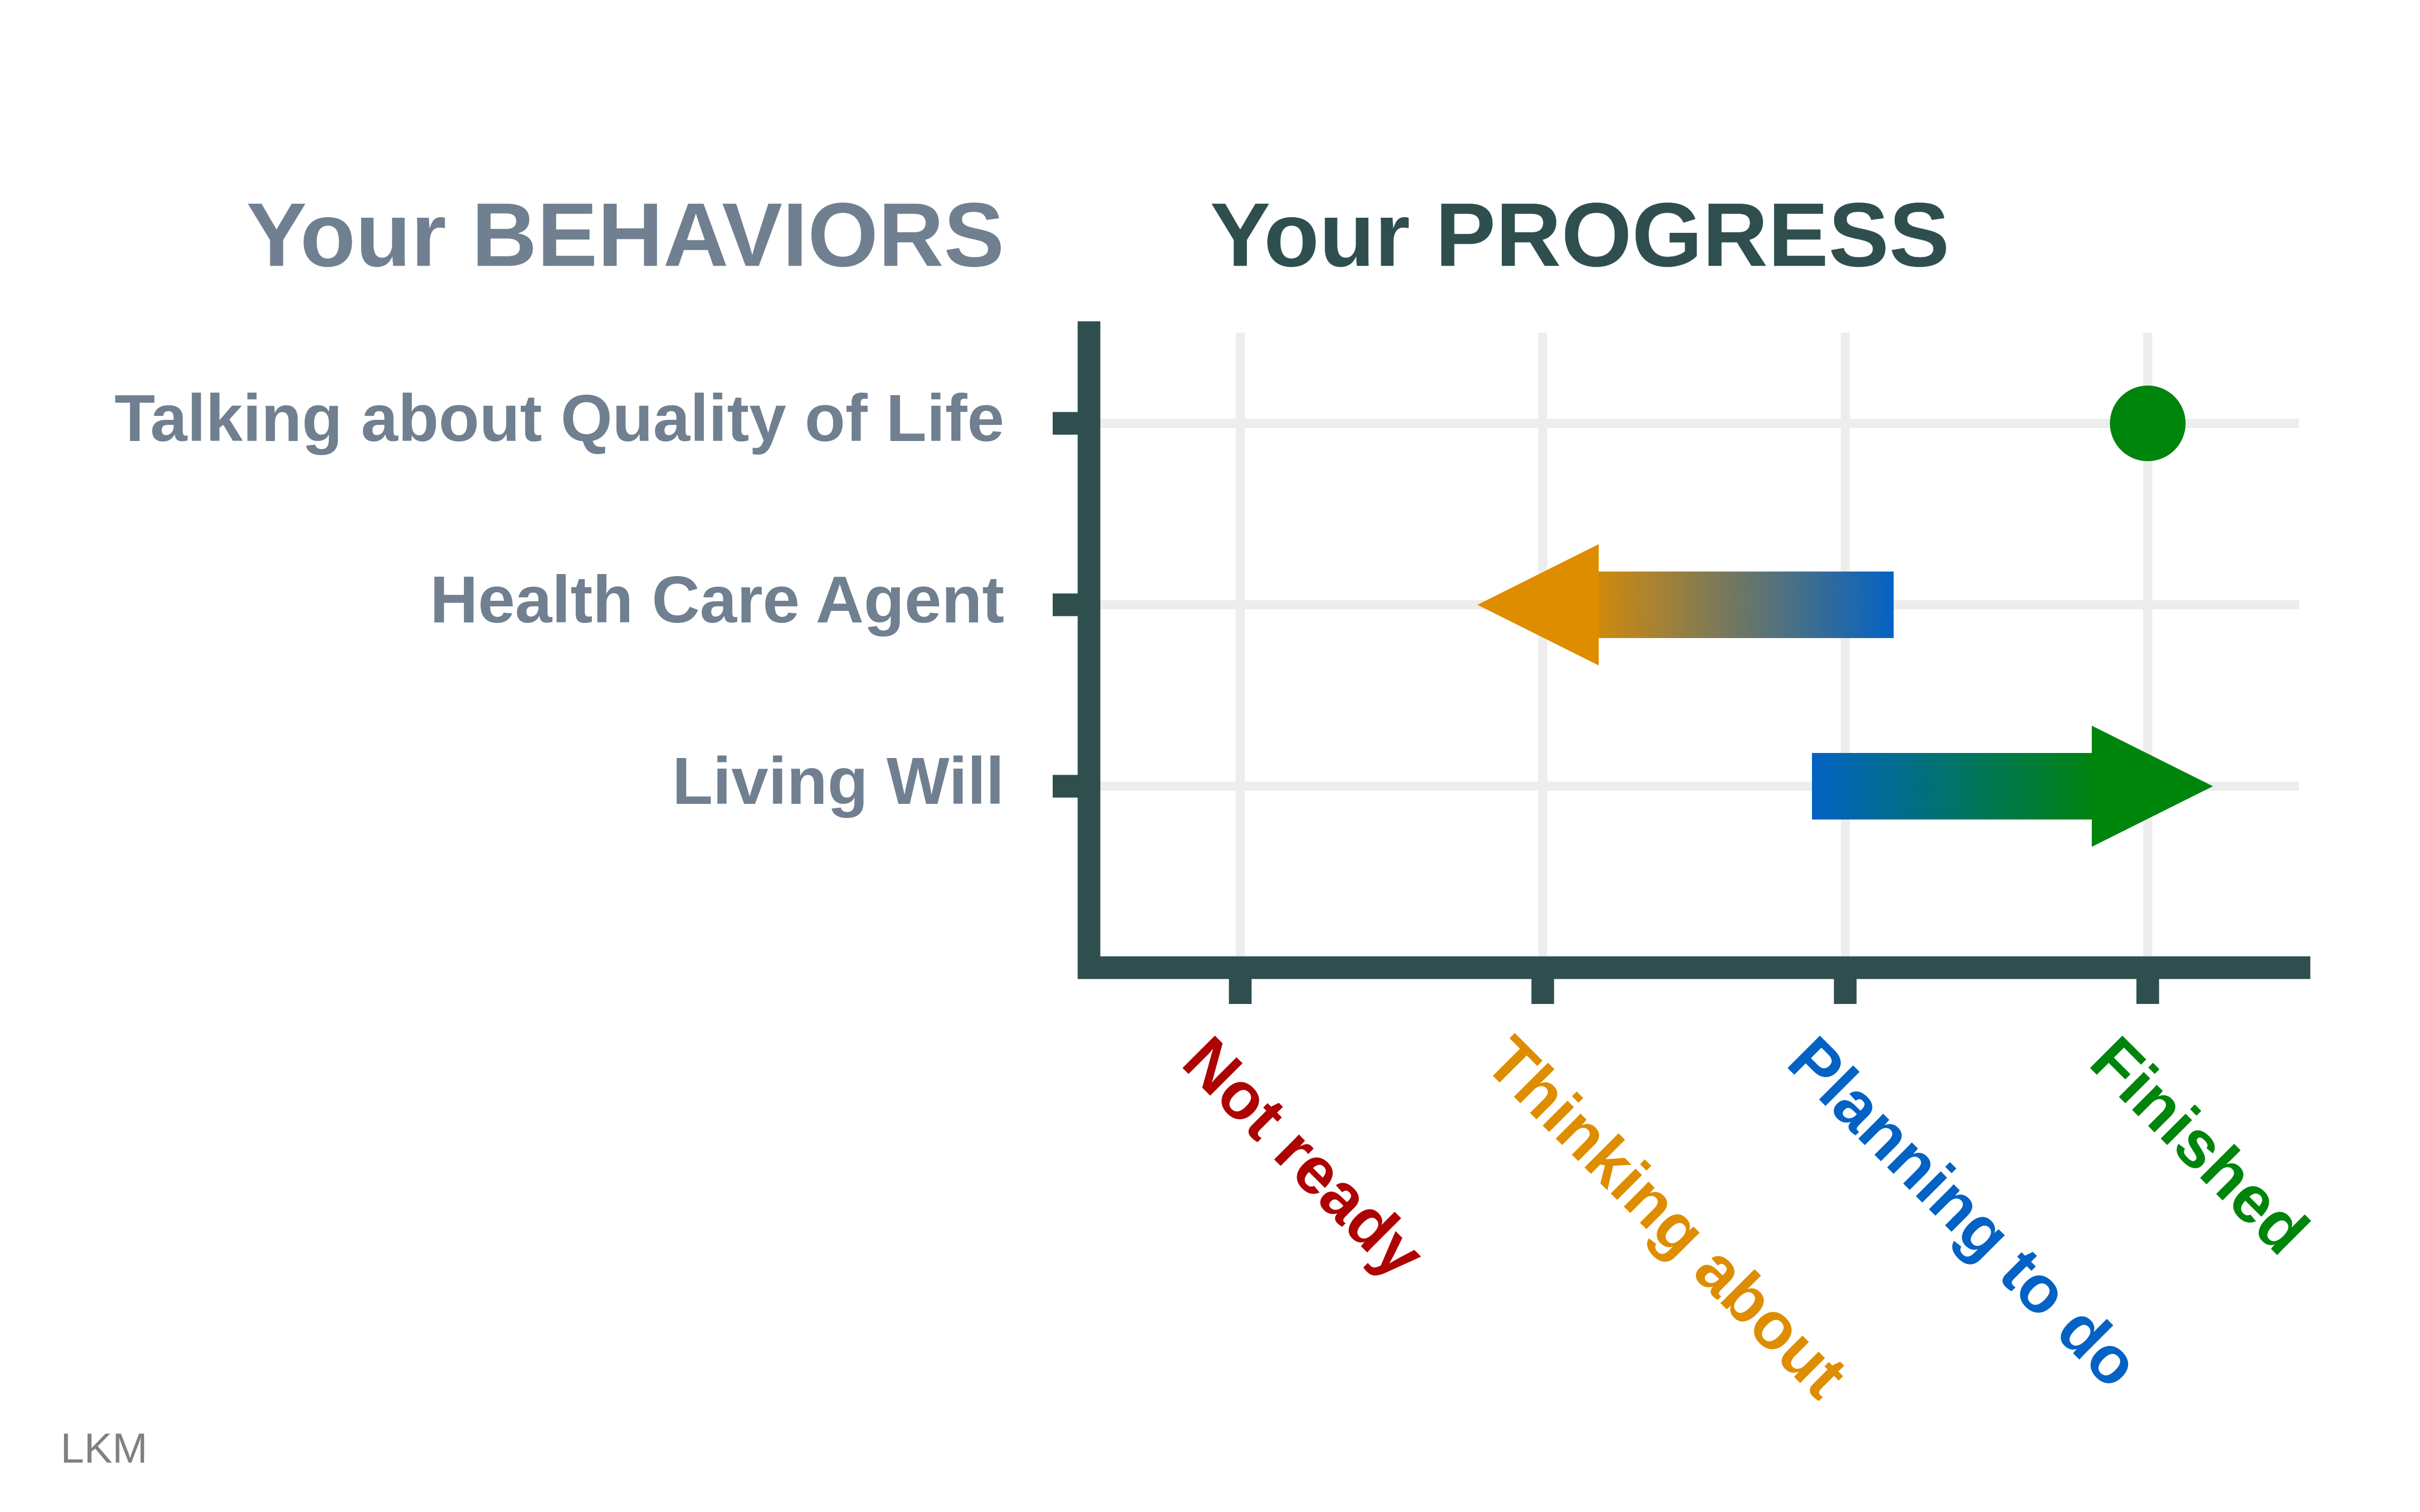 Your BEHAVIORS
Your PROGRESS
Talking about Quality of Life
Health Care Agent
Living Will
Not ready
Thinking about
Planning to do
Finished
LKM